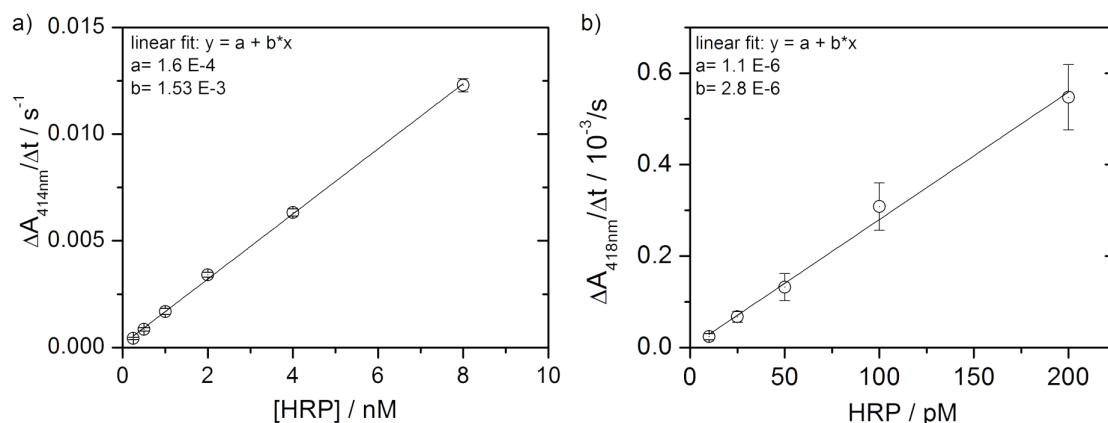 a)
linear fit: y = a + b*x
a= 1.6 E-4
b= 1.53 E-3
ΔA414nm/Δt / s-1
0.015
0.010
0.005
0.000
0 2 4 6 8 10
[HRP] / nM
b)
linear fit: y = a + b*x
a= 1.1 E-6
b= 2.8 E-6
ΔA418nm/Δt / 10-3/s
0.6
0.4
0.2
0.0
0 50 100 150 200
HRP / pM